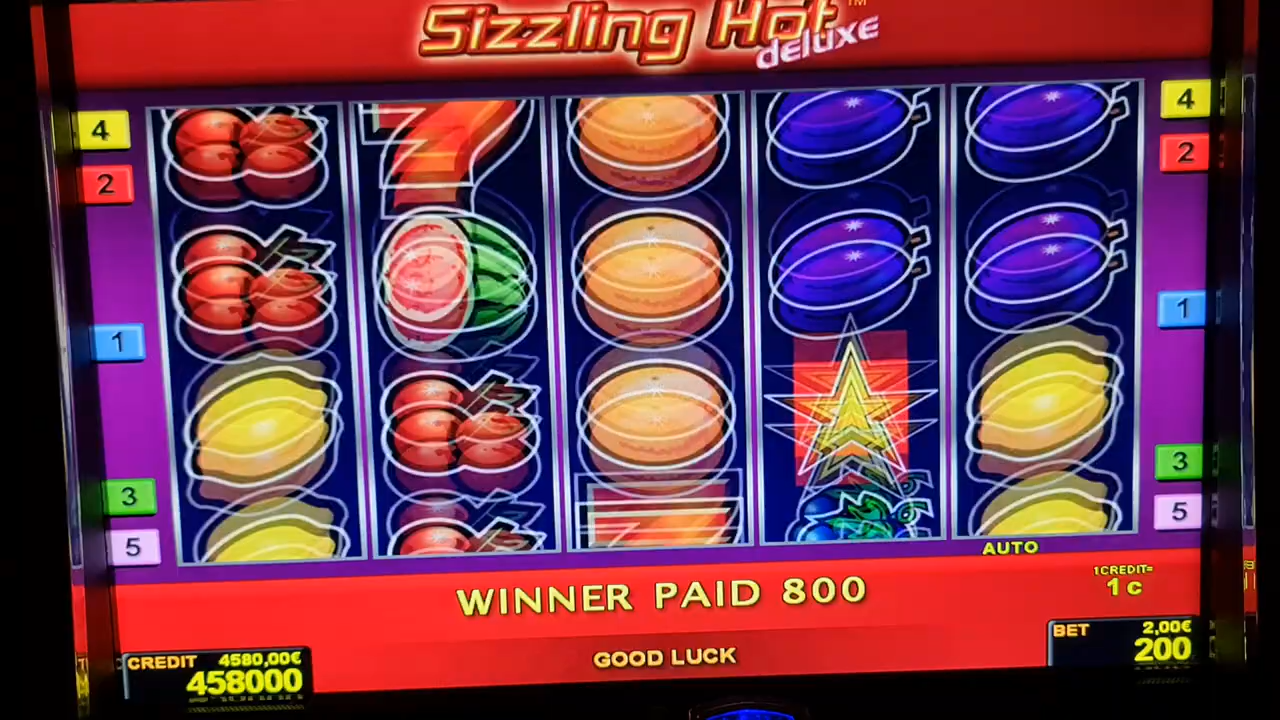 Sizzling Hot™
deluxe
4
4
2
2
1
1
3
3
5
5
AUTO
WINNER PAID 800
1CREDIT=
1 c
GOOD LUCK
CREDIT 4580,00€
458000
BET 2,00€
200